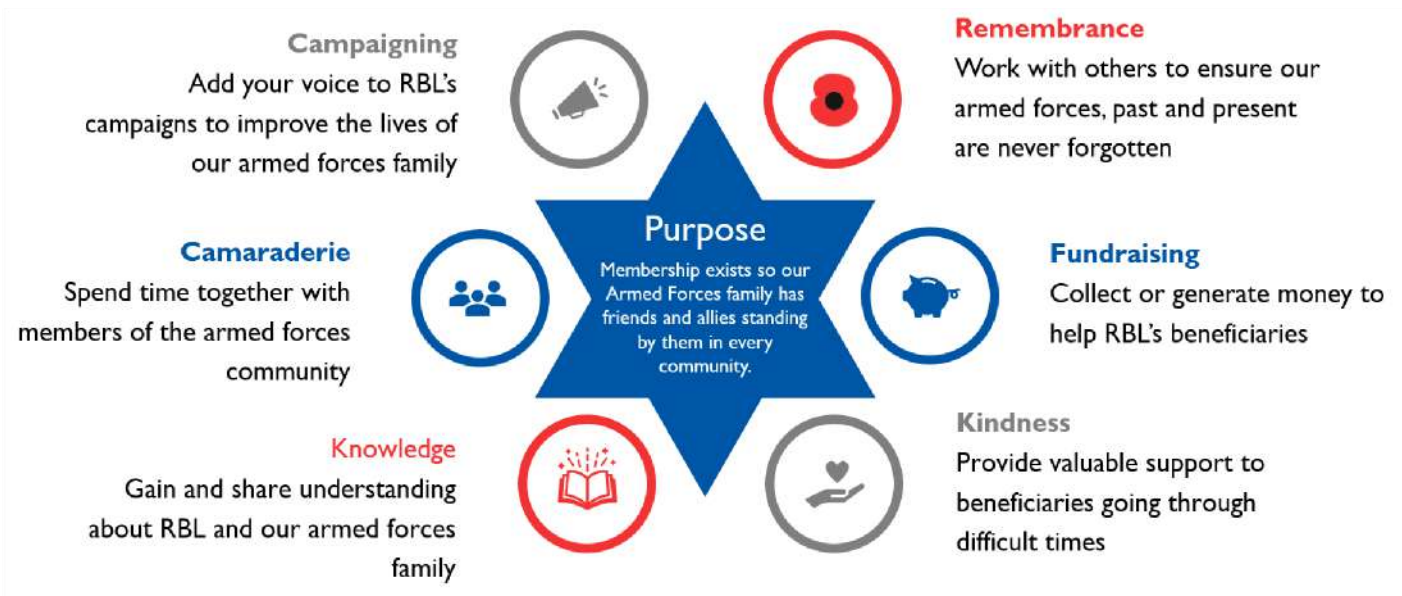 Campaigning
Add your voice to RBL's
campaigns to improve the lives of
our armed forces family
Remembrance
Work with others to ensure our
armed forces, past and present
are never forgotten
Camaraderie
Spend time together with
members of the armed forces
community
Purpose
Membership exists so our
Armed Forces family has
friends and allies standing
by them in every
community.
Fundraising
Collect or generate money to
help RBL's beneficiaries
Knowledge
Gain and share understanding
about RBL and our armed forces
family
Kindness
Provide valuable support to
beneficiaries going through
difficult times